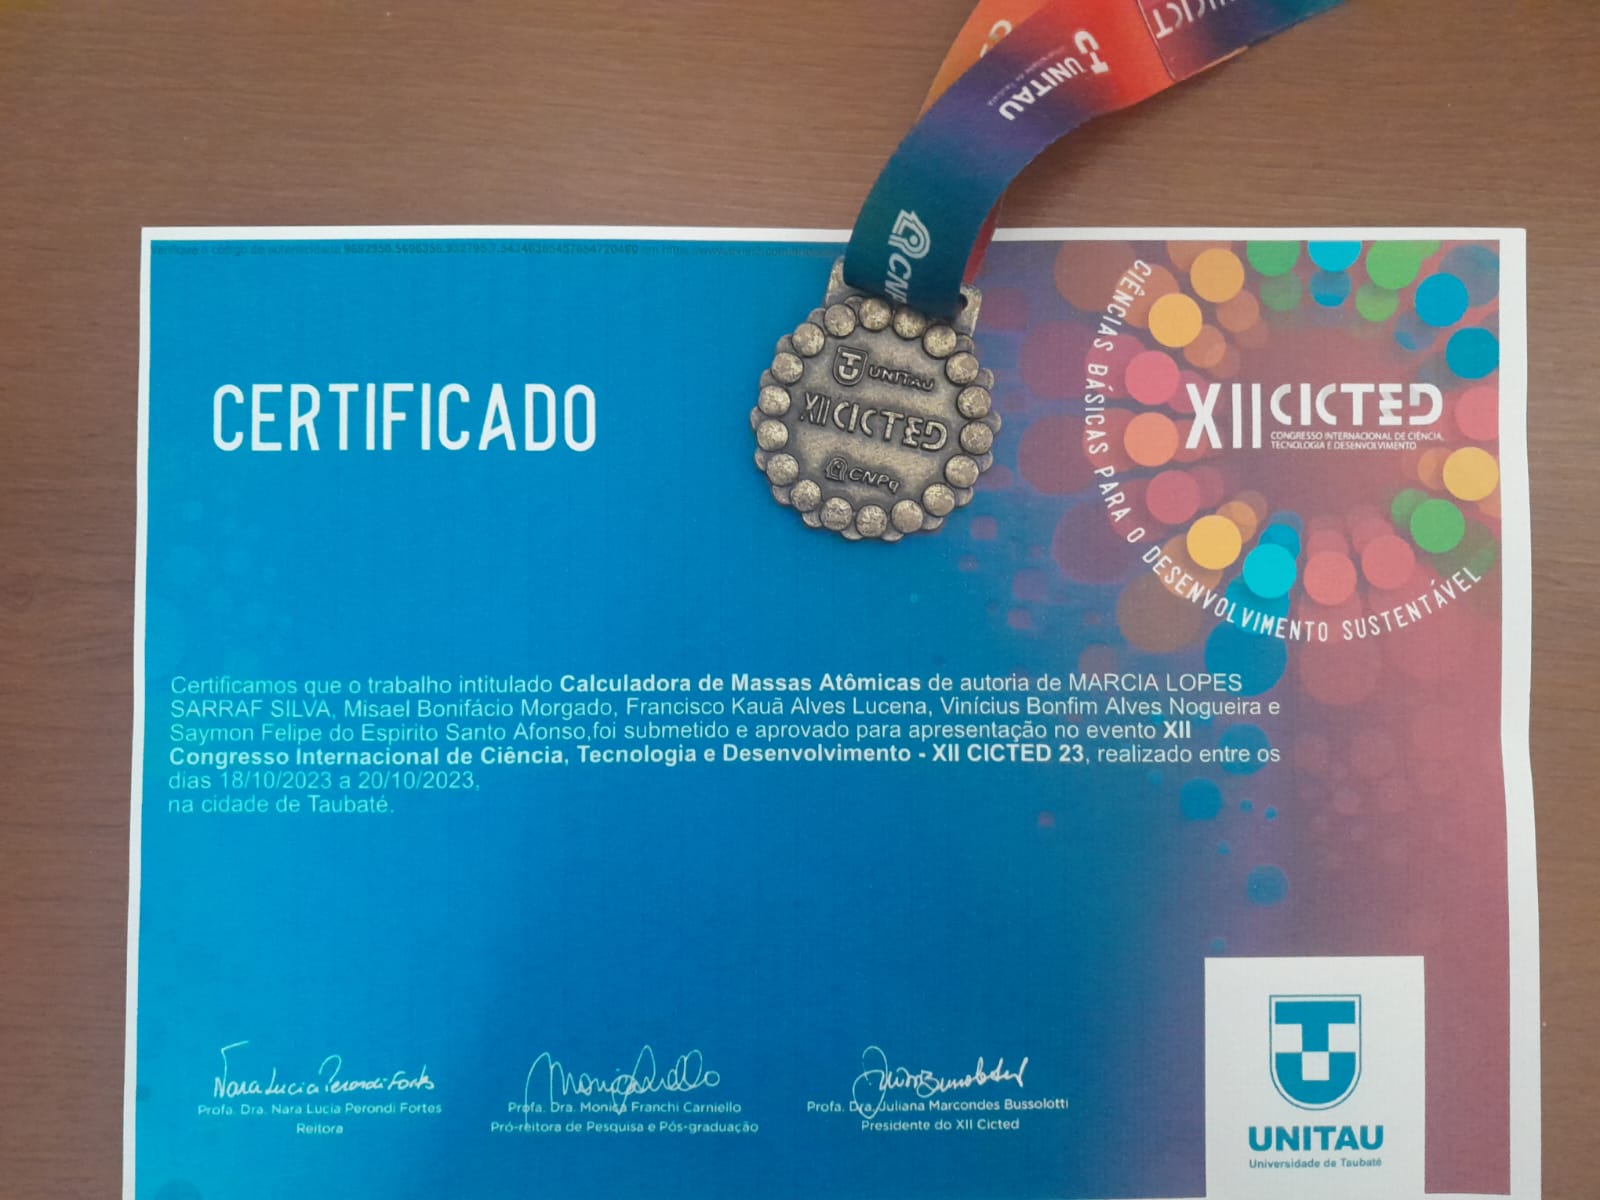 UNITAU
CNPq
UNITAU
XII CICTED
CNPq
CERTIFICADO
XII CICTED
CONGRESSO INTERNACIONAL DE CIÊNCIA,
TECNOLOGIA E DESENVOLVIMENTO
CIÊNCIAS BÁSICAS PARA O DESENVOLVIMENTO SUSTENTÁVEL
Certificamos que o trabalho intitulado Calculadora de Massas Atômicas de autoria de MARCIA LOPES
SARRAF SILVA, Misael Bonifácio Morgado, Francisco Kauã Alves Lucena, Vinícius Bonfim Alves Nogueira e
Saymon Felipe do Espirito Santo Afonso,foi submetido e aprovado para apresentação no evento XII
Congresso Internacional de Ciência, Tecnologia e Desenvolvimento - XII CICTED 23, realizado entre os
dias 18/10/2023 a 20/10/2023,
na cidade de Taubaté.
Nara Lucia Perondi Fortes
Profa. Dra. Nara Lucia Perondi Fortes
Reitora
Profa. Dra. Monica Franchi Carniello
Pró-reitora de Pesquisa e Pós-graduação
Profa. Dra. Juliana Marcondes Bussolotti
Presidente do XII Cicted
UNITAU
Universidade de Taubaté